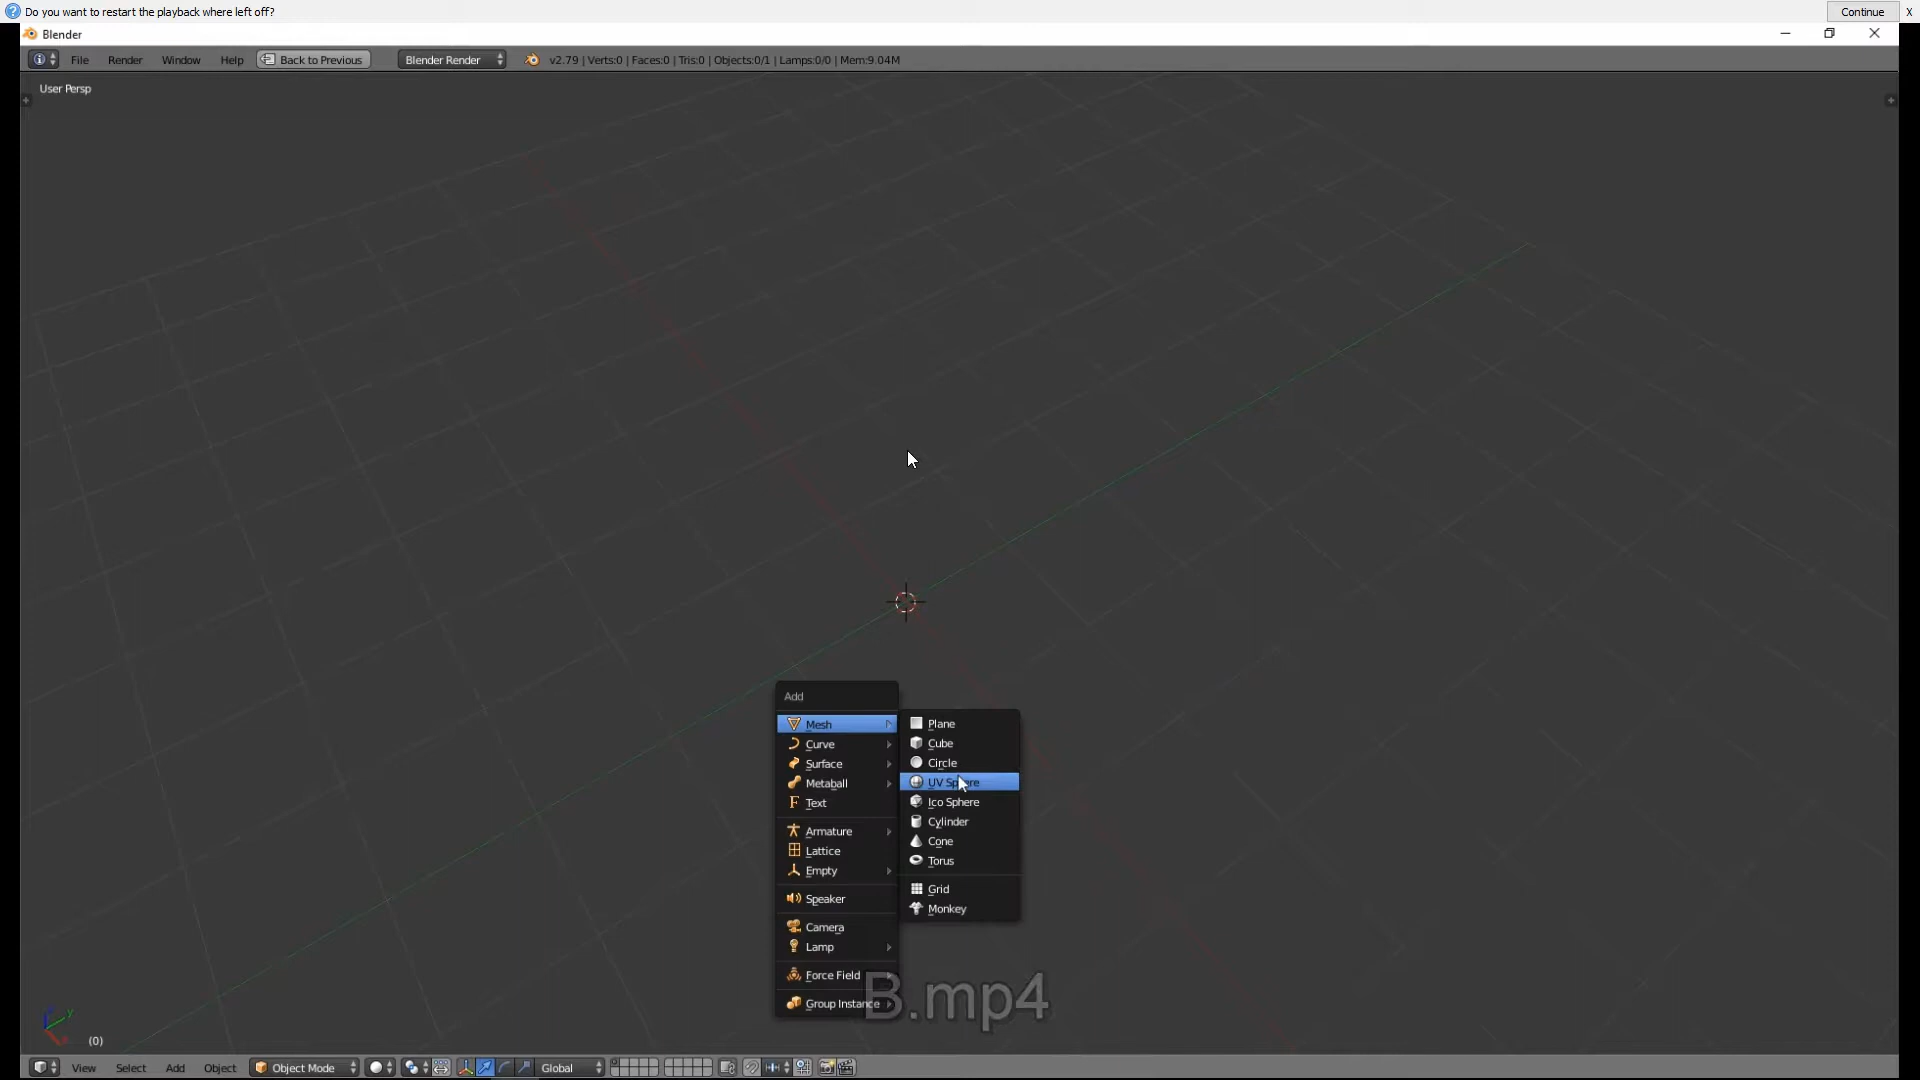 Do you want to restart the playback where left off? Continue X
Blender
File Render Window Help Back to Previous Blender Render v2.79 | Verts:0 | Faces:0 | Tris:0 | Objects:0/1 | Lamps:0/0 | Mem:9.04M
User Persp
Add
Mesh
Curve
Surface
Metaball
Text
Armature
Lattice
Empty
Speaker
Camera
Lamp
Force Field
Group Instance
Plane
Cube
Circle
UV Sphere
Ico Sphere
Cylinder
Cone
Torus
Grid
Monkey
B.mp4
y
(0)
View Select Add Object Object Mode Global